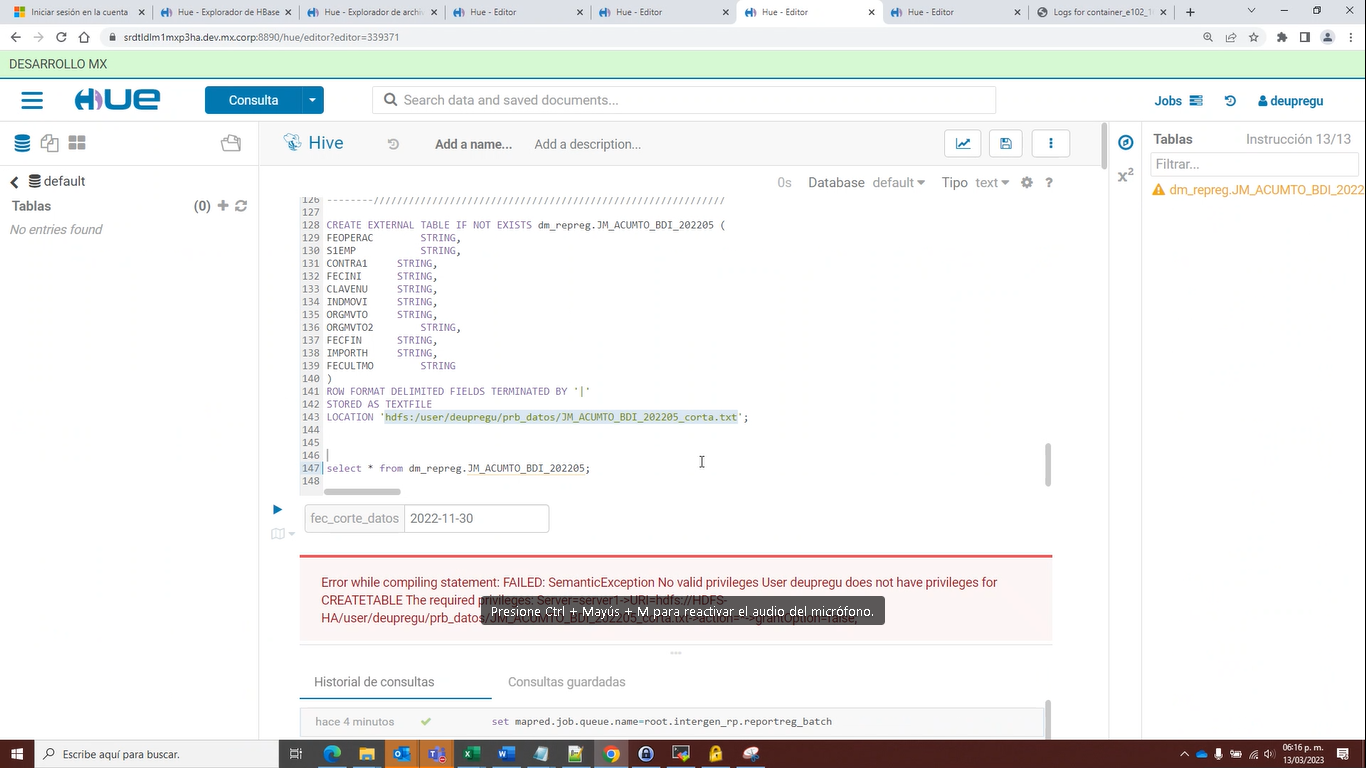 Iniciar sesión en la cuenta
Hue - Explorador de HBase
Hue - Explorador de archi
Hue - Editor
Hue - Editor
Hue - Editor
Hue - Editor
Logs for container_e102_1
srdtldlm1mxp3ha.dev.mx.corp:8890/hue/editor?editor=339371
DESARROLLO MX
HUE
Consulta
Search data and saved documents...
Jobs
deupregu
default
Tablas (0)
No entries found
Hive
Add a name...
Add a description...
0s Database default Tipo text ?
126 --------////////////////////////////////////////////////////////////
127
128 CREATE EXTERNAL TABLE IF NOT EXISTS dm_repreg.JM_ACUMTO_BDI_202205 (
129 FEOPERAC STRING,
130 S1EMP STRING,
131 CONTRA1 STRING,
132 FECINI STRING,
133 CLAVENU STRING,
134 INDMOVI STRING,
135 ORGMVTO STRING,
136 ORGMVTO2 STRING,
137 FECFIN STRING,
138 IMPORTH STRING,
139 FECULTMO STRING
140 )
141 ROW FORMAT DELIMITED FIELDS TERMINATED BY '|'
142 STORED AS TEXTFILE
143 LOCATION 'hdfs:/user/deupregu/prb_datos/JM_ACUMTO_BDI_202205_corta.txt';
144
145
146
147 select * from dm_repreg.JM_ACUMTO_BDI_202205;
148
fec_corte_datos 2022-11-30
Error while compiling statement: FAILED: SemanticException No valid privileges User deupregu does not have privileges for
CREATETABLE The required privileges: Server=server1->URI=hdfs://HDFS-
HA/user/deupregu/prb_datos/JM_ACUMTO_BDI_202205_corta.txt->action=*->grantOption=false;
Presione Ctrl + Mayús + M para reactivar el audio del micrófono.
Historial de consultas
Consultas guardadas
hace 4 minutos set mapred.job.queue.name=root.intergen_rp.reportreg_batch
x²
Tablas
Instrucción 13/13
Filtrar...
dm_repreg.JM_ACUMTO_BDI_2022
Escribe aquí para buscar.
06:16 p. m.
13/03/2023